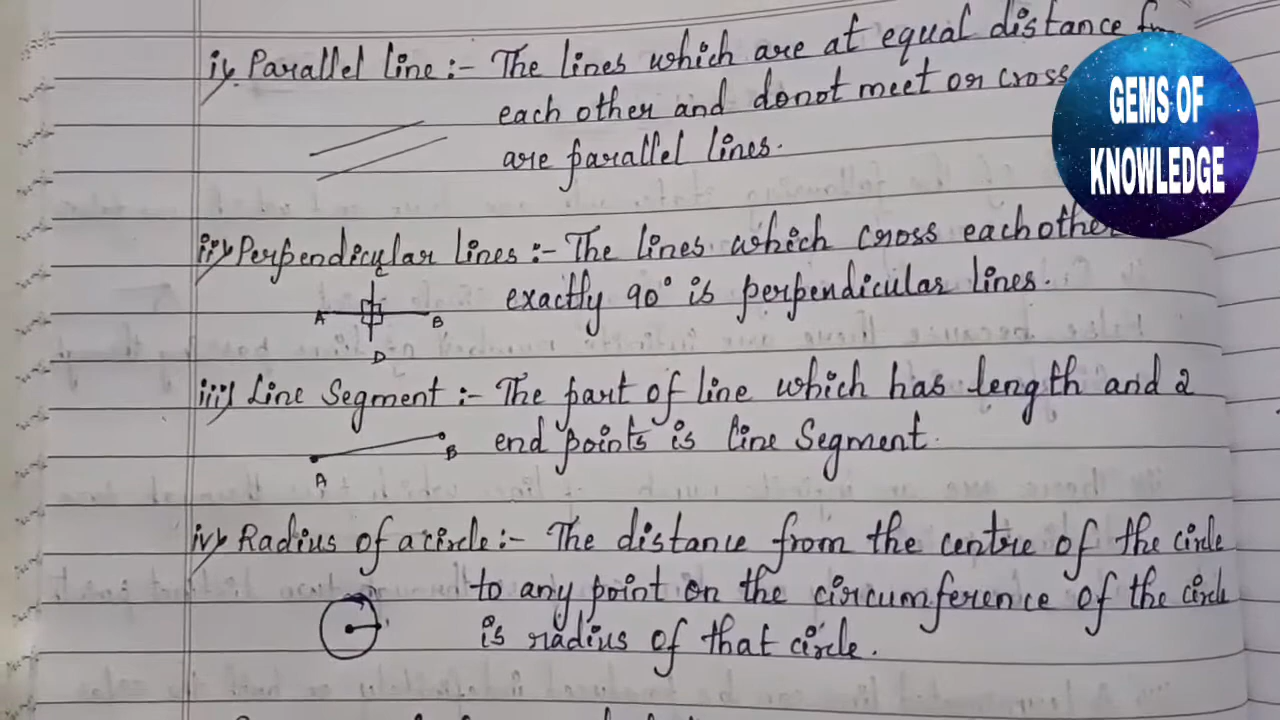 i) Parallel line :- The lines which are at equal distance
each other and donot meet or cross
are parallel lines.
ii) Perpendicular lines :- The lines which cross eachother
exactly 90° is perpendicular lines.
C
A B
D
iii) Line Segment :- The part of line which has length and 2
end points is line Segment.
B
A
iv) Radius of a circle :- The distance from the centre of the circle
to any point on the circumference of the circle
is radius of that circle.
GEMS OF
KNOWLEDGE